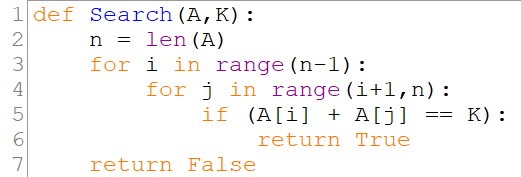 1 def Search(A,K):
2     n = len(A)
3     for i in range(n-1):
4         for j in range(i+1,n):
5             if (A[i] + A[j] == K):
6                 return True
7     return False